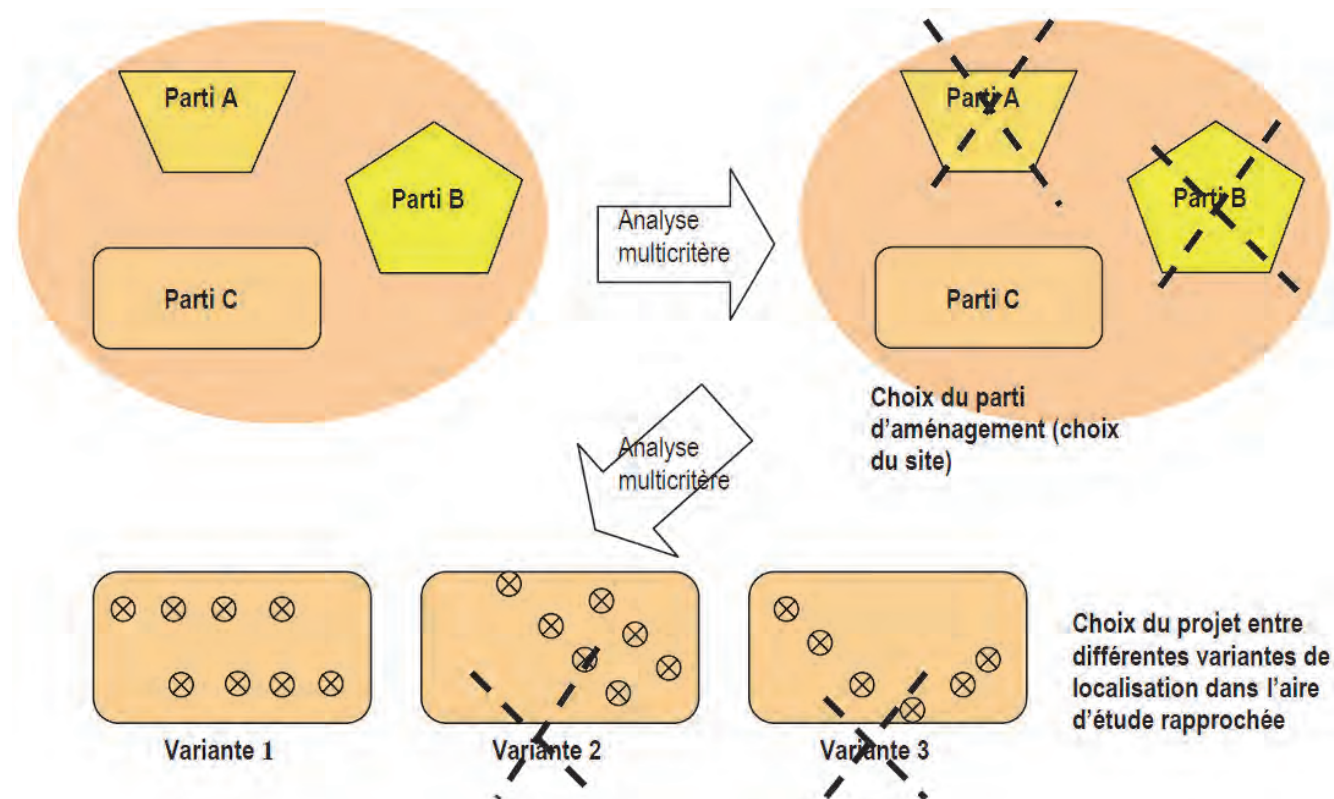 Parti A
Parti B
Parti C
Analyse
multicritère
Parti A
Parti B
Parti C
Choix du parti
d'aménagement (choix
du site)
Analyse
multicritère
Variante 1
Variante 2
Variante 3
Choix du projet entre
différentes variantes de
localisation dans l'aire
d'étude rapprochée